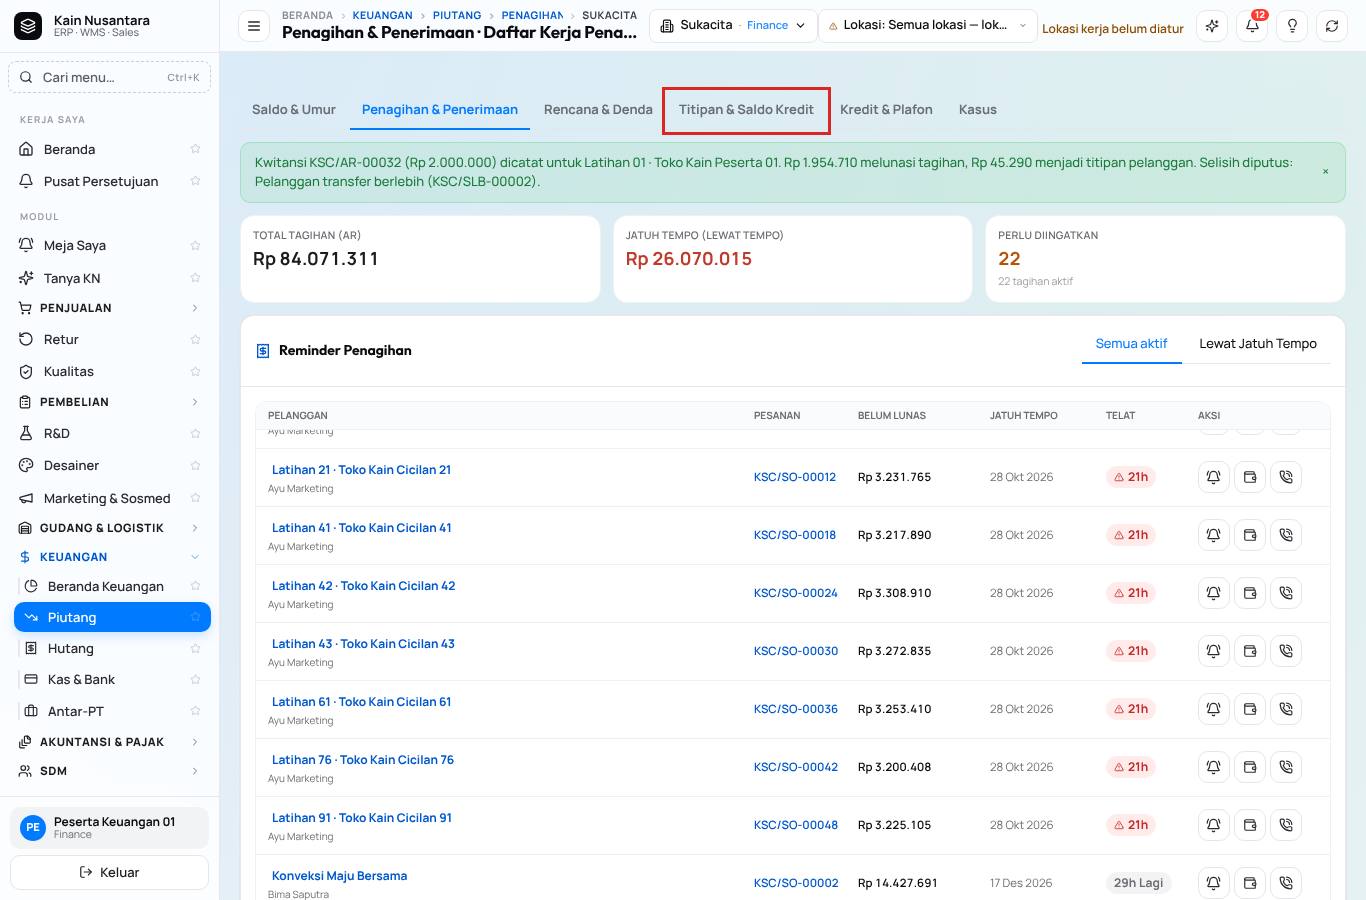 Kain Nusantara
ERP · WMS · Sales
Cari menu...
Ctrl+K
KERJA SAYA
Beranda
Pusat Persetujuan
MODUL
Meja Saya
Tanya KN
PENJUALAN
Retur
Kualitas
PEMBELIAN
R&D
Desainer
Marketing & Sosmed
GUDANG & LOGISTIK
KEUANGAN
Beranda Keuangan
Piutang
Hutang
Kas & Bank
Antar-PT
AKUNTANSI & PAJAK
SDM
PE
Peserta Keuangan 01
Finance
Keluar
BERANDA > KEUANGAN > PIUTANG > PENAGIHAN > SUKACITA
Penagihan & Penerimaan · Daftar Kerja Pena...
Sukacita · Finance
Lokasi: Semua lokasi — lok...
Lokasi kerja belum diatur
12
Saldo & Umur
Penagihan & Penerimaan
Rencana & Denda
Titipan & Saldo Kredit
Kredit & Plafon
Kasus
Kwitansi KSC/AR-00032 (Rp 2.000.000) dicatat untuk Latihan 01 · Toko Kain Peserta 01. Rp 1.954.710 melunasi tagihan, Rp 45.290 menjadi titipan pelanggan. Selisih diputus:
Pelanggan transfer berlebih (KSC/SLB-00002).
×
TOTAL TAGIHAN (AR)
Rp 84.071.311
JATUH TEMPO (LEWAT TEMPO)
Rp 26.070.015
PERLU DIINGATKAN
22
22 tagihan aktif
Reminder Penagihan
Semua aktif
Lewat Jatuh Tempo
PELANGGAN PESANAN BELUM LUNAS JATUH TEMPO TELAT AKSI
Ayu Marketing
Latihan 21 · Toko Kain Cicilan 21
Ayu Marketing
KSC/SO-00012 Rp 3.231.765 28 Okt 2026 21h
Latihan 41 · Toko Kain Cicilan 41
Ayu Marketing
KSC/SO-00018 Rp 3.217.890 28 Okt 2026 21h
Latihan 42 · Toko Kain Cicilan 42
Ayu Marketing
KSC/SO-00024 Rp 3.308.910 28 Okt 2026 21h
Latihan 43 · Toko Kain Cicilan 43
Ayu Marketing
KSC/SO-00030 Rp 3.272.835 28 Okt 2026 21h
Latihan 61 · Toko Kain Cicilan 61
Ayu Marketing
KSC/SO-00036 Rp 3.253.410 28 Okt 2026 21h
Latihan 76 · Toko Kain Cicilan 76
Ayu Marketing
KSC/SO-00042 Rp 3.200.408 28 Okt 2026 21h
Latihan 91 · Toko Kain Cicilan 91
Ayu Marketing
KSC/SO-00048 Rp 3.225.105 28 Okt 2026 21h
Konveksi Maju Bersama
Bima Saputra
KSC/SO-00002 Rp 14.427.691 17 Des 2026 29h Lagi